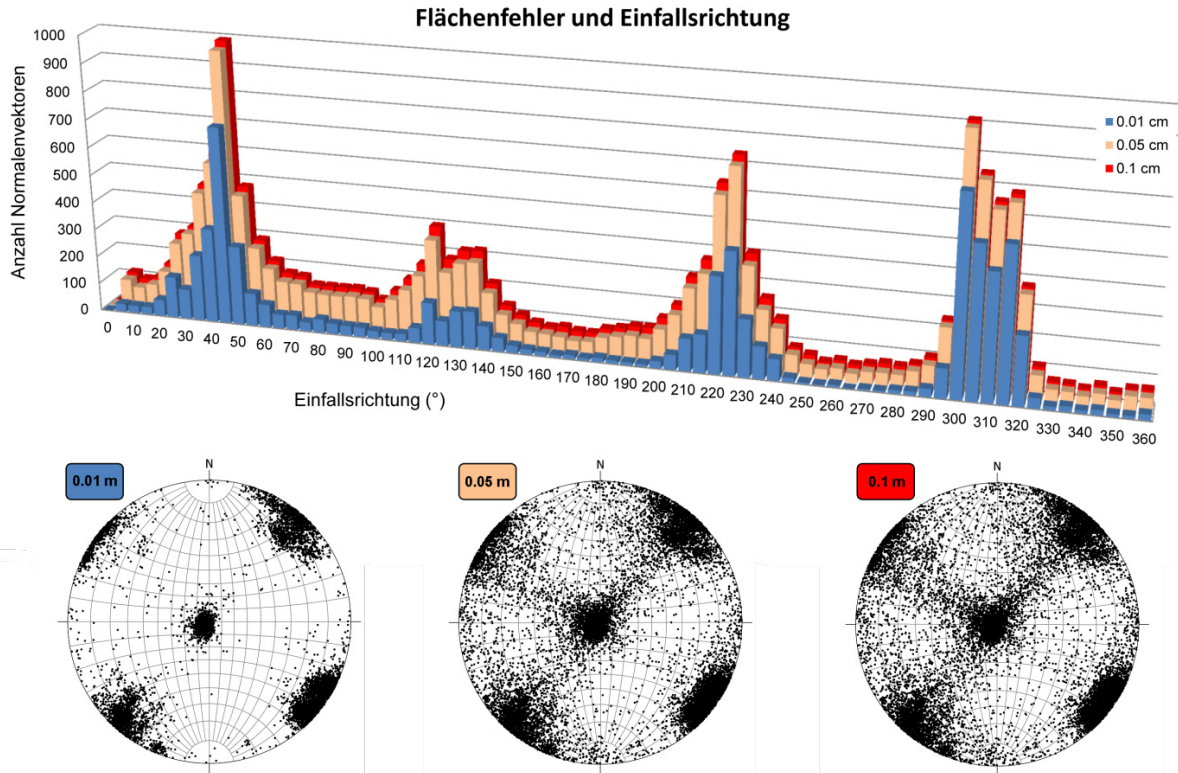 Flächenfehler und Einfallsrichtung
Anzahl Normalenvektoren
1000
900
800
700
600
500
400
300
200
100
0
0.01 cm
0.05 cm
0.1 cm
0 10 20 30 40 50 60 70 80 90 100 110 120 130 140 150 160 170 180 190 200 210 220 230 240 250 260 270 280 290 300 310 320 330 340 350 360
Einfallsrichtung (°)
0.01 m
N
0.05 m
N
0.1 m
N